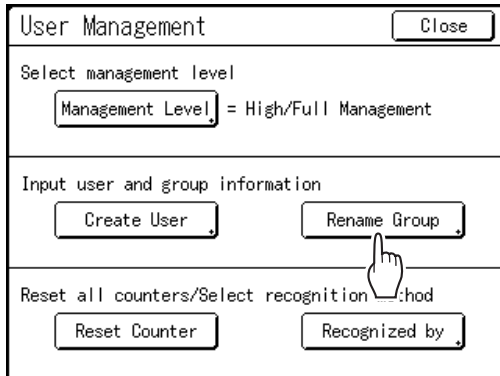 User Management Close
Select management level
Management Level = High/Full Management
Input user and group information
Create User Rename Group
Reset all counters/Select recognition
Reset Counter Recognized by